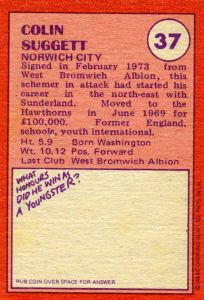 COLIN
SUGGETT
37
NORWICH CITY
Signed in February 1973 from
West Bromwich Albion, this
schemer in attack had started his
career in the north-east with
Sunderland. Moved to the
Hawthorns in June 1969 for
£100,000. Former England,
schools, youth international.
Ht. 5.9 Born Washington
Wt. 10.12 Pos. Forward
Last Club West Bromwich Albion
WHAT
HONOURS
DID HE WIN AS
A YOUNGSTER?
RUB COIN OVER SPACE FOR ANSWER